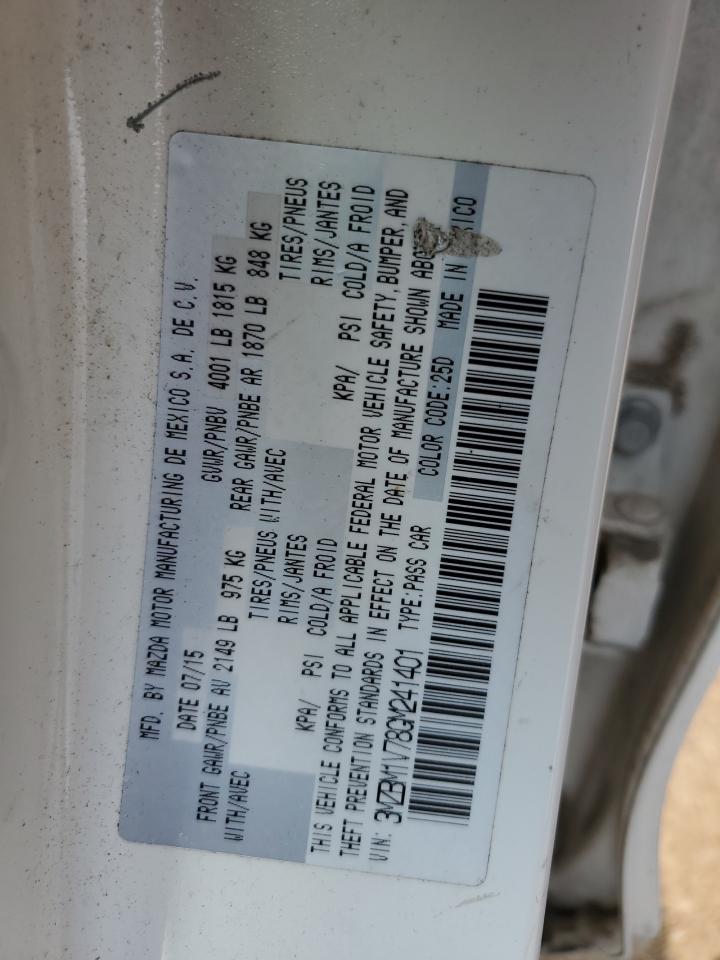 MFD. BY MAZDA MOTOR MANUFACTURING DE MEXICO S.A. DE C.V.
DATE 07/15 GVWR/PNBV 4001 LB 1815 KG
FRONT GAWR/PNBE AV 2149 LB 975 KG REAR GAWR/PNBE AR 1870 LB 848 KG
WITH/AVEC TIRES/PNEUS WITH/AVEC TIRES/PNEUS
RIMS/JANTES RIMS/JANTES
KPA/ PSI COLD/A FROID KPA/ PSI COLD/A FROID
THIS VEHICLE CONFORMS TO ALL APPLICABLE FEDERAL MOTOR VEHICLE SAFETY, BUMPER, AND
THEFT PREVENTION STANDARDS IN EFFECT ON THE DATE OF MANUFACTURE SHOWN
VIN: 3MZBM1V78GM241401 TYPE:PASS CAR COLOR CODE:25D MADE IN